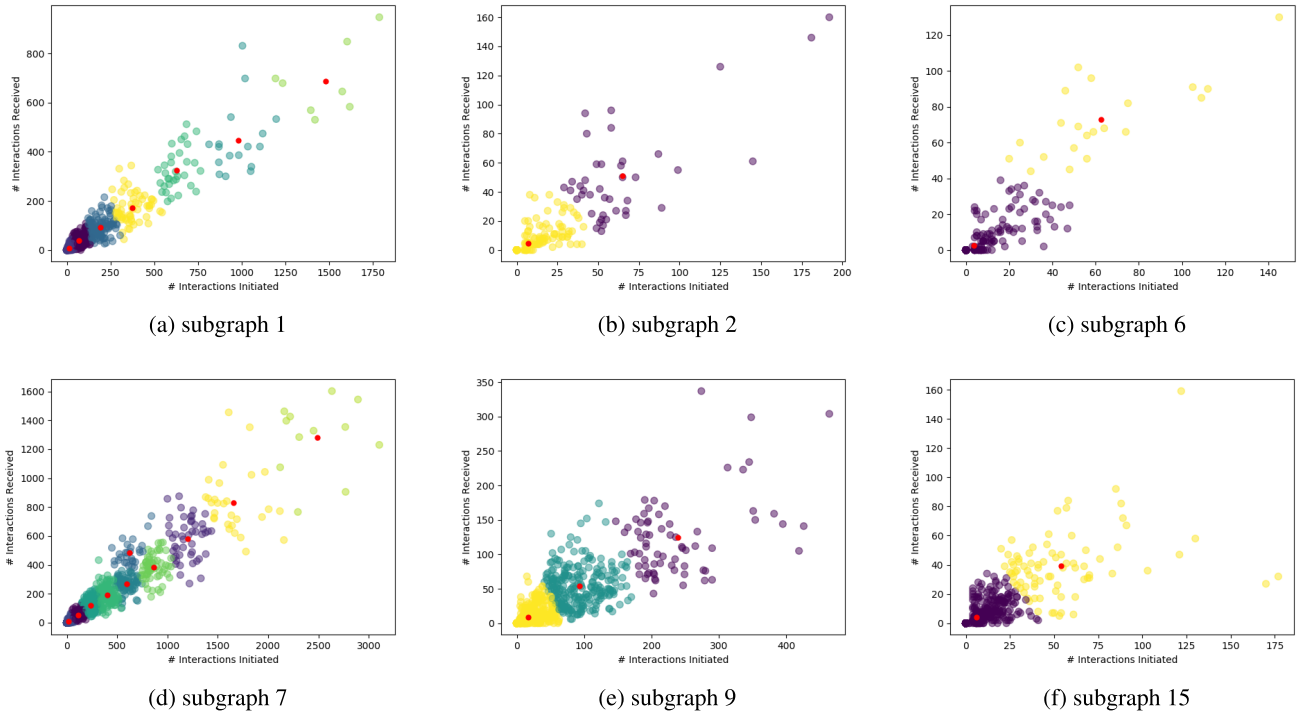 800
600
400
200
0
# Interactions Received
0 250 500 750 1000 1250 1500 1750
# Interactions Initiated
(a) subgraph 1
160
140
120
100
80
60
40
20
0
# Interactions Received
0 25 50 75 100 125 150 175 200
# Interactions Initiated
(b) subgraph 2
120
100
80
60
40
20
0
# Interactions Received
0 20 40 60 80 100 120 140
# Interactions Initiated
(c) subgraph 6
1600
1400
1200
1000
800
600
400
200
0
# Interactions Received
0 500 1000 1500 2000 2500 3000
# Interactions Initiated
(d) subgraph 7
350
300
250
200
150
100
50
0
# Interactions Received
0 100 200 300 400
# Interactions Initiated
(e) subgraph 9
160
140
120
100
80
60
40
20
0
# Interactions Received
0 25 50 75 100 125 150 175
# Interactions Initiated
(f) subgraph 15